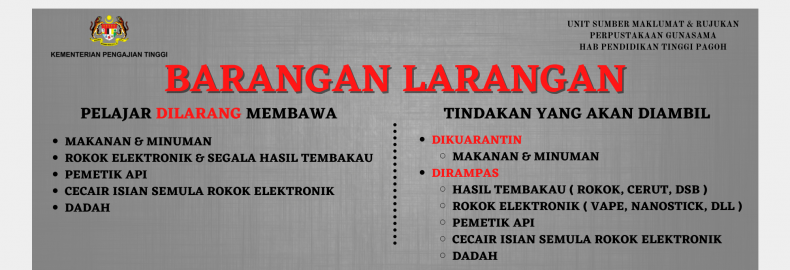 KEMENTERIAN PENGAJIAN TINGGI
UNIT SUMBER MAKLUMAT & RUJUKAN
PERPUSTAKAAN GUNASAMA
HAB PENDIDIKAN TINGGI PAGOH
BARANGAN LARANGAN
PELAJAR DILARANG MEMBAWA
MAKANAN & MINUMAN
ROKOK ELEKTRONIK & SEGALA HASIL TEMBAKAU
PEMETIK API
CECAIR ISIAN SEMULA ROKOK ELEKTRONIK
DADAH
TINDAKAN YANG AKAN DIAMBIL
DIKUARANTIN
MAKANAN & MINUMAN
DIRAMPAS
HASIL TEMBAKAU ( ROKOK, CERUT, DSB )
ROKOK ELEKTRONIK ( VAPE, NANOSTICK, DLL )
PEMETIK API
CECAIR ISIAN SEMULA ROKOK ELEKTRONIK
DADAH